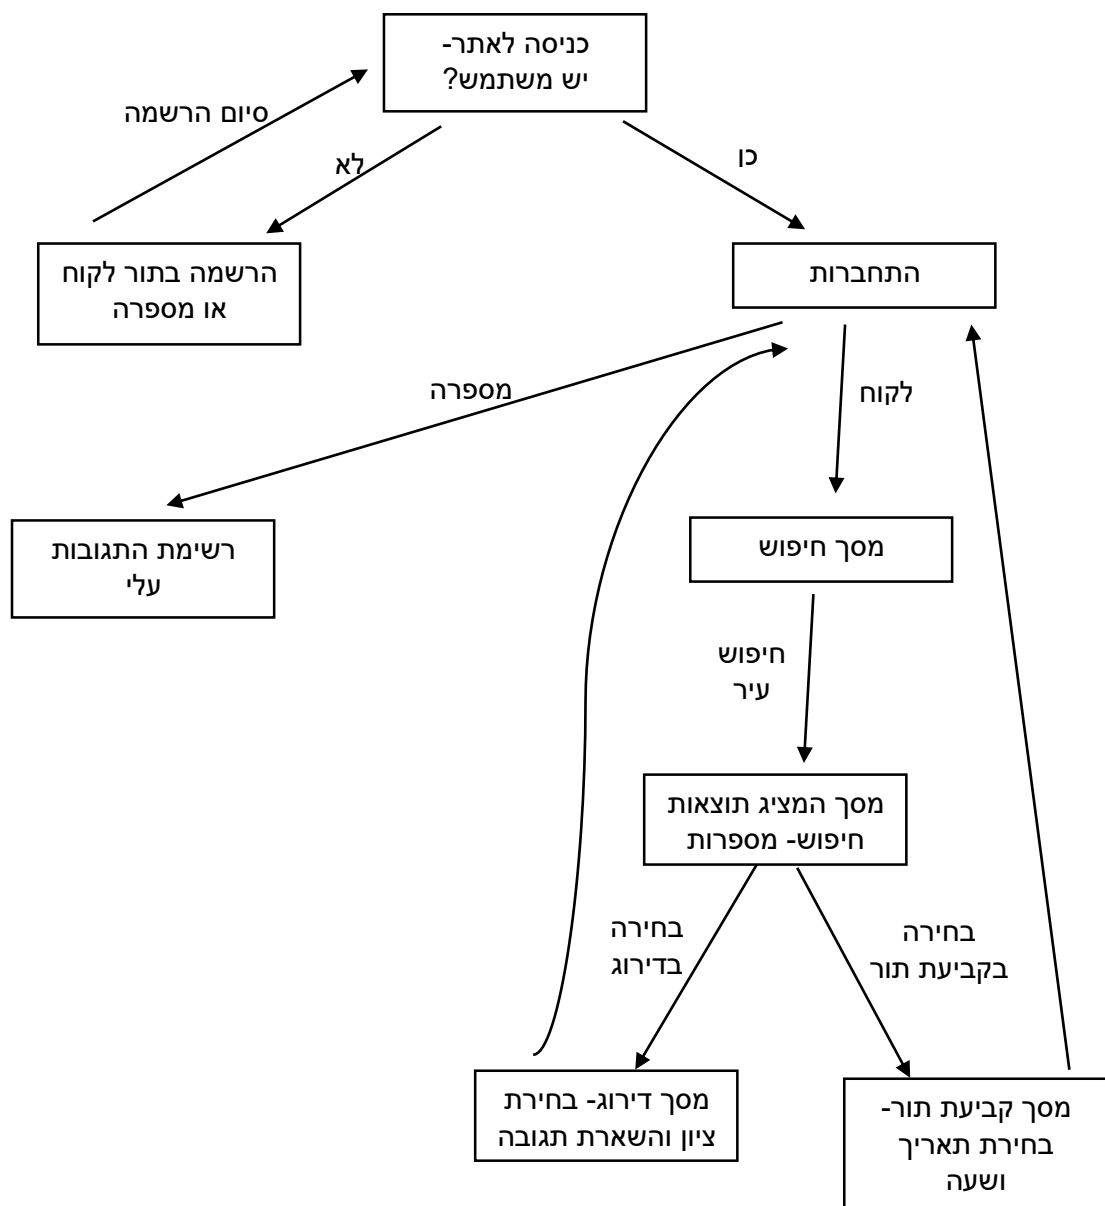 כניסה לאתר-
יש משתמש?
סיום הרשמה
לא
כן
הרשמה בתור לקוח
או מספרה
התחברות
מספרה
לקוח
רשימת התגובות
עלי
מסך חיפוש
חיפוש
עיר
מסך המציג תוצאות
חיפוש- מספרות
בחירה
בדירוג
בחירה
בקביעת תור
מסך דירוג- בחירת
ציון והשארת תגובה
מסך קביעת תור-
בחירת תאריך
ושעה